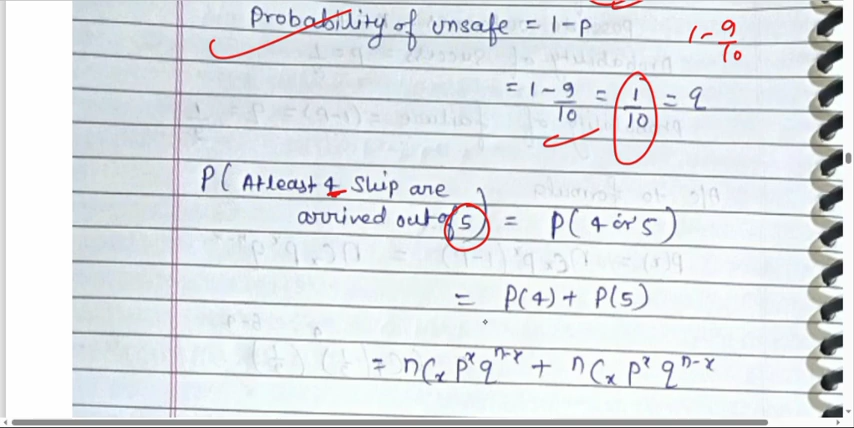 Probability of unsafe = 1-P
1 - 9/10
= 1 - 9/10 = 1/10 = q
P( Atleast 4 Ship are
arrived out of 5) = P(4 or 5)
= P(4) + P(5)
= nCx p^x q^n-x + nCx p^x q^n-x